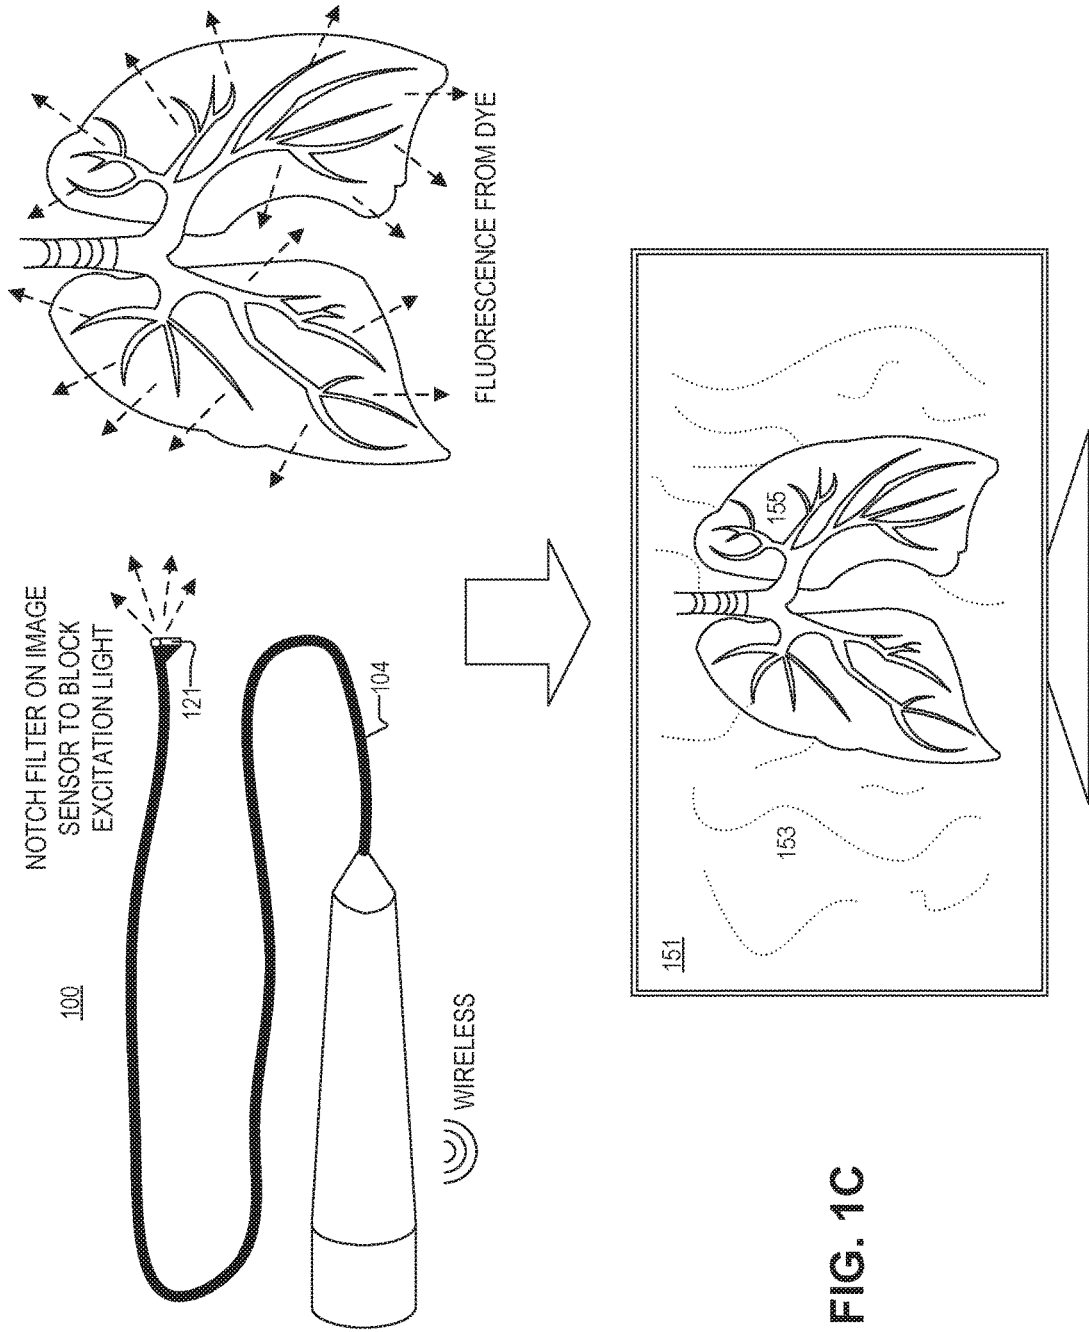 NOTCH FILTER ON IMAGE
SENSOR TO BLOCK
EXCITATION LIGHT
100
121
104
WIRELESS
FLUORESCENCE FROM DYE
151
153
155
FIG. 1C